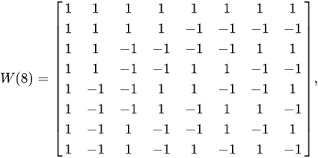 1 1 1 1 1 1 1 1
1 1 1 1 −1 −1 −1 −1
1 1 −1 −1 −1 −1 1 1
W(8) = 1 1 −1 −1 1 1 −1 −1 ,
1 −1 −1 1 1 −1 −1 1
1 −1 −1 1 −1 1 1 −1
1 −1 1 −1 −1 1 −1 1
1 −1 1 −1 1 −1 1 −1